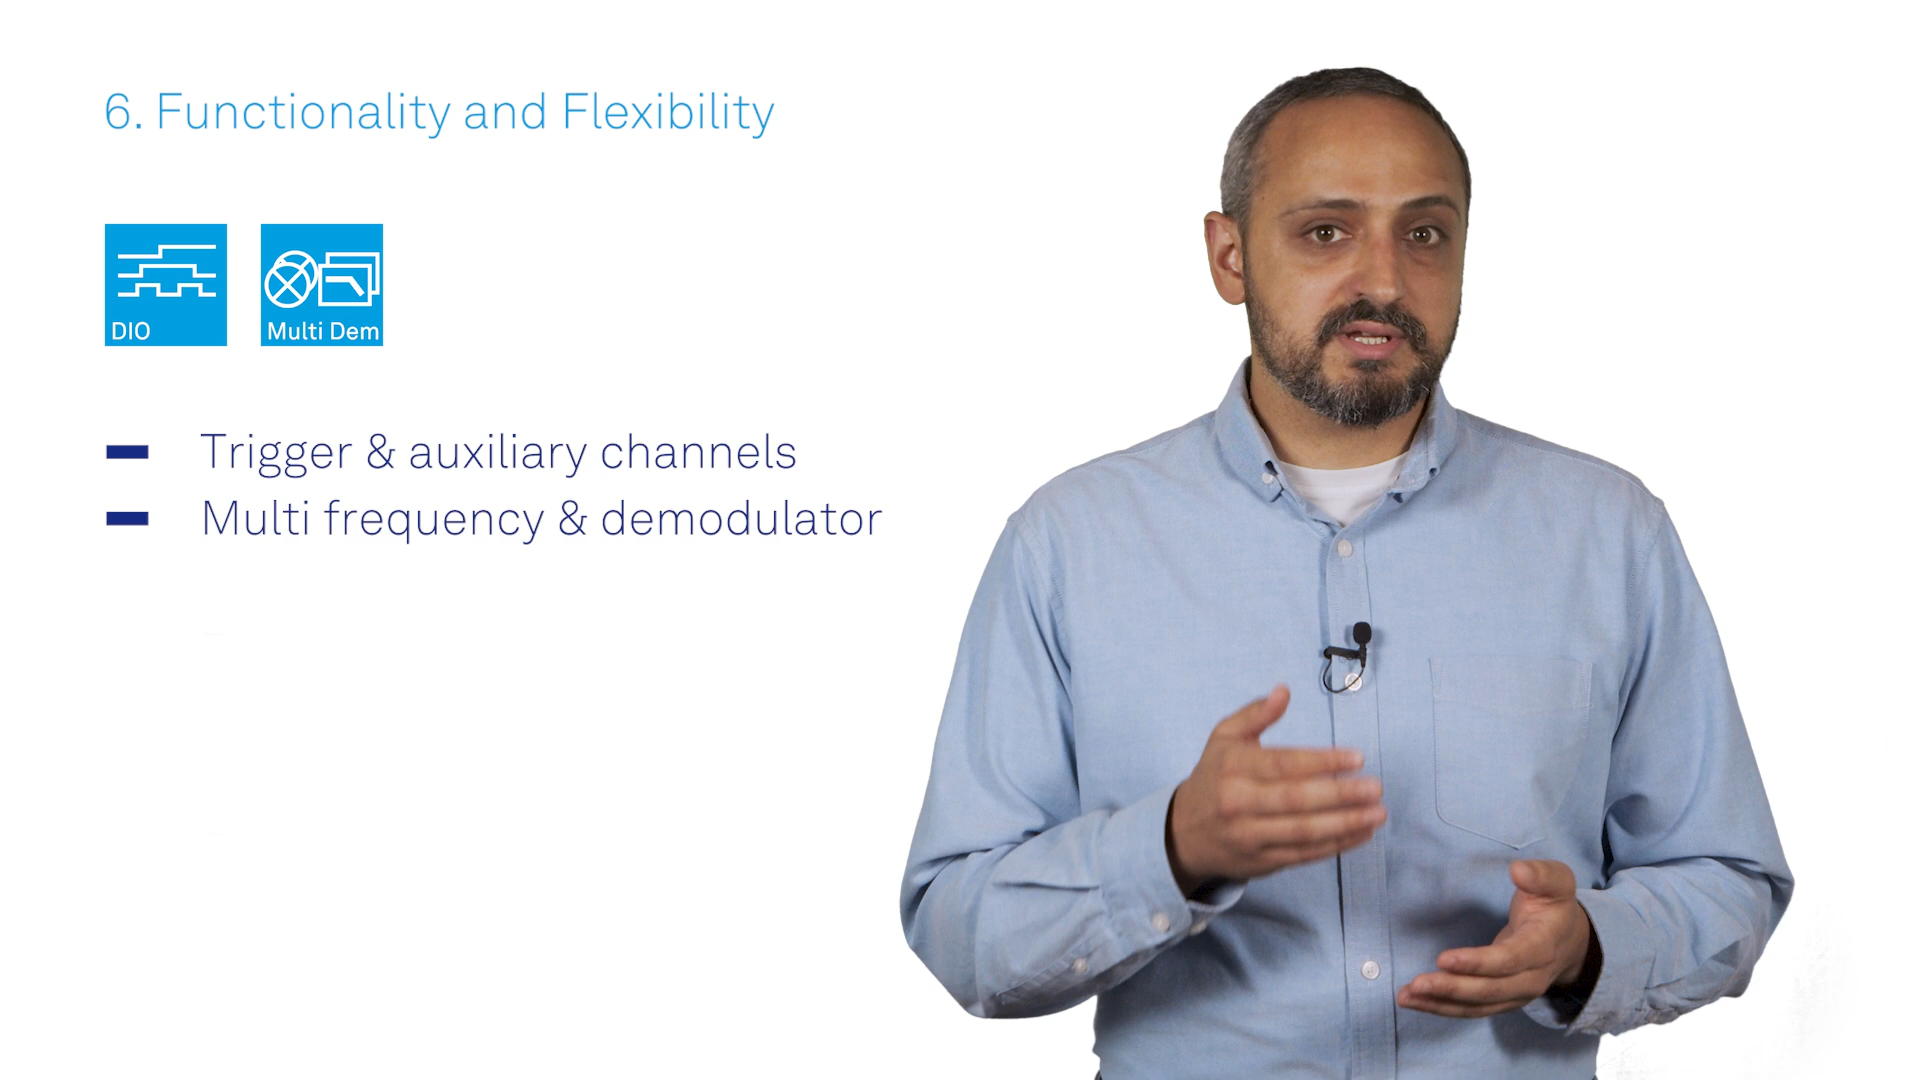 6. Functionality and Flexibility
DIO
Multi Dem
Trigger & auxiliary channels
Multi frequency & demodulator